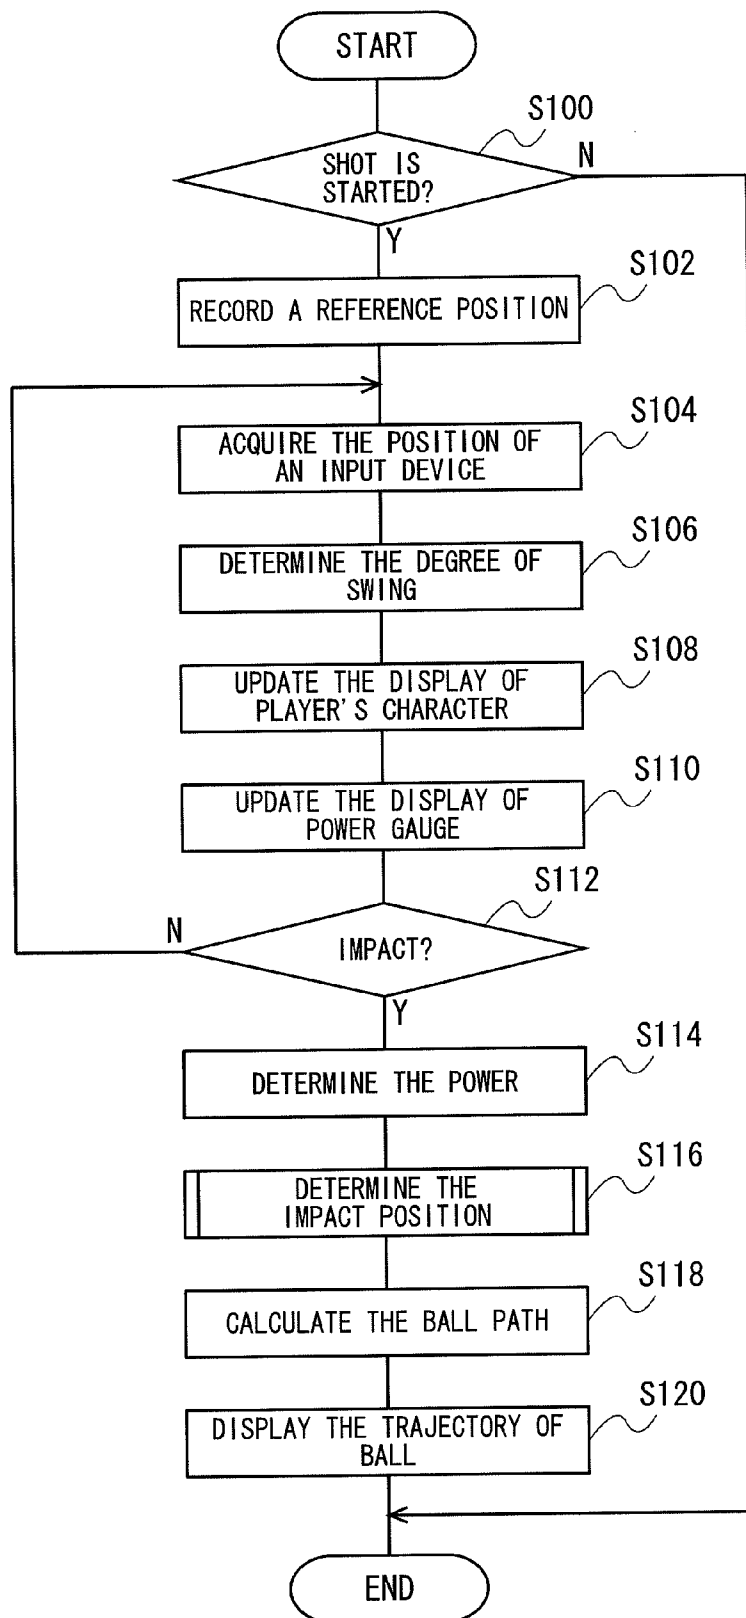 START
S100
SHOT IS
STARTED?
N
Y
S102
RECORD A REFERENCE POSITION
S104
ACQUIRE THE POSITION OF
AN INPUT DEVICE
S106
DETERMINE THE DEGREE OF
SWING
S108
UPDATE THE DISPLAY OF
PLAYER'S CHARACTER
S110
UPDATE THE DISPLAY OF
POWER GAUGE
S112
N
IMPACT?
Y
S114
DETERMINE THE POWER
S116
DETERMINE THE
IMPACT POSITION
S118
CALCULATE THE BALL PATH
S120
DISPLAY THE TRAJECTORY OF
BALL
END